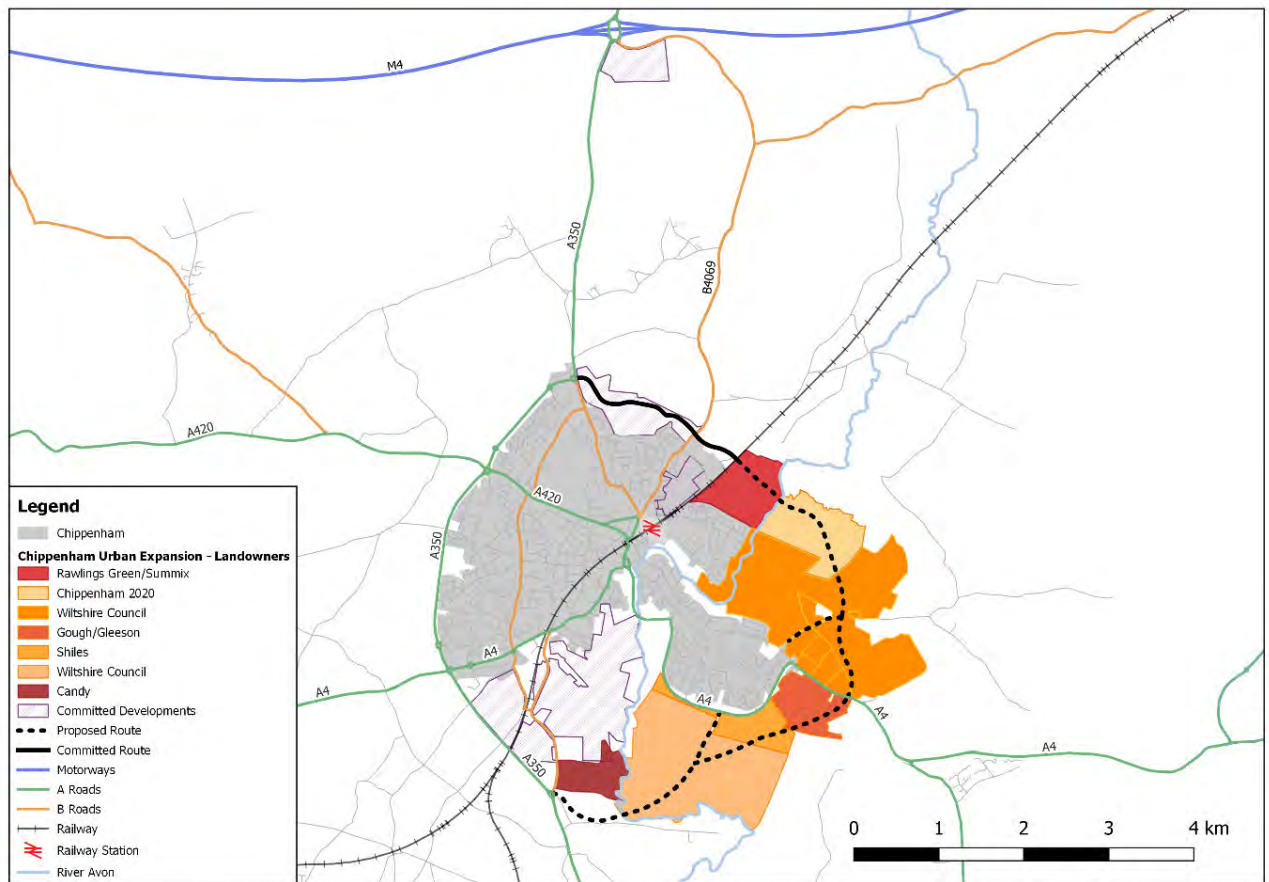 M4
A350
B4069
A420
A420
A350
A4
A4
A4
A4
A4
A350
Legend
Chippenham
Chippenham Urban Expansion - Landowners
Rawlings Green/Summix
Chippenham 2020
Wiltshire Council
Gough/Gleeson
Shiles
Wiltshire Council
Candy
Committed Developments
Proposed Route
Committed Route
Motorways
A Roads
B Roads
Railway
Railway Station
River Avon
0 1 2 3 4 km